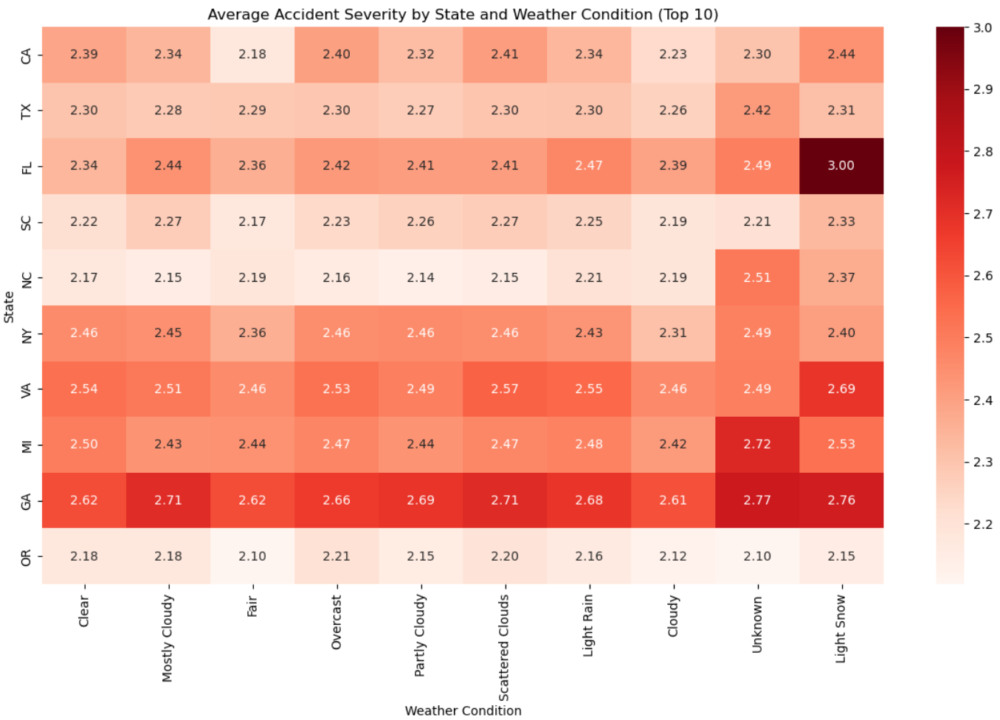 Average Accident Severity by State and Weather Condition (Top 10)
CA 2.39 2.34 2.18 2.40 2.32 2.41 2.34 2.23 2.30 2.44
TX 2.30 2.28 2.29 2.30 2.27 2.30 2.30 2.26 2.42 2.31
FL 2.34 2.44 2.36 2.42 2.41 2.41 2.47 2.39 2.49 3.00
SC 2.22 2.27 2.17 2.23 2.26 2.27 2.25 2.19 2.21 2.33
NC 2.17 2.15 2.19 2.16 2.14 2.15 2.21 2.19 2.51 2.37
NY 2.46 2.45 2.36 2.46 2.46 2.46 2.43 2.31 2.49 2.40
VA 2.54 2.51 2.46 2.53 2.49 2.57 2.55 2.46 2.49 2.69
MI 2.50 2.43 2.44 2.47 2.44 2.47 2.48 2.42 2.72 2.53
GA 2.62 2.71 2.62 2.66 2.69 2.71 2.68 2.61 2.77 2.76
OR 2.18 2.18 2.10 2.21 2.15 2.20 2.16 2.12 2.10 2.15
State
Clear
Mostly Cloudy
Fair
Overcast
Partly Cloudy
Scattered Clouds
Light Rain
Cloudy
Unknown
Light Snow
Weather Condition
3.0
2.9
2.8
2.7
2.6
2.5
2.4
2.3
2.2